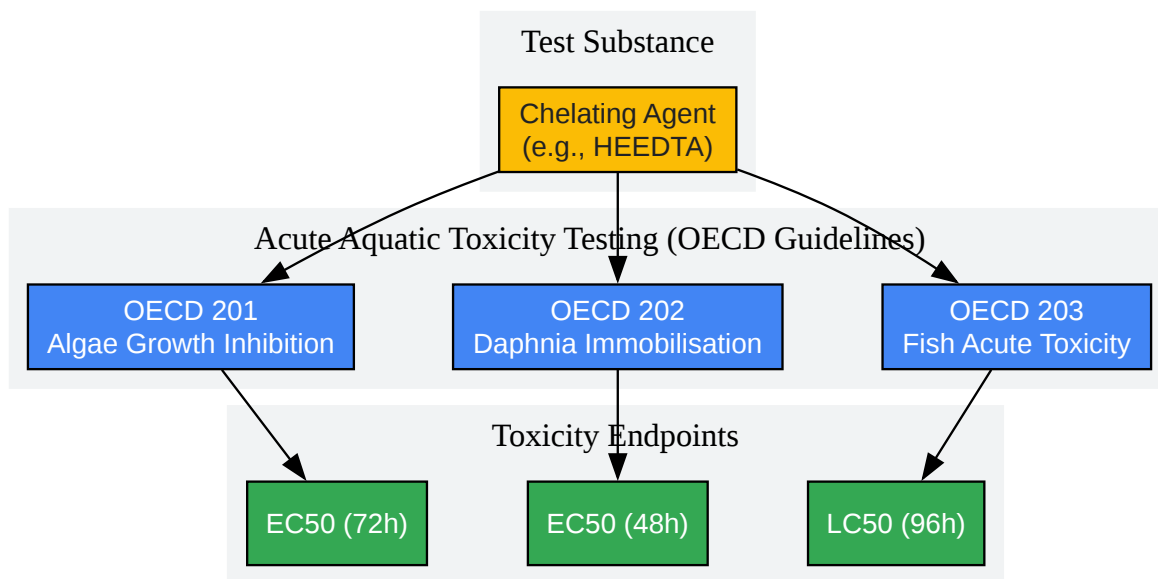 Test Substance
Chelating Agent
(e.g., HEEDTA)
Acute Aquatic Toxicity Testing (OECD Guidelines)
OECD 201
Algae Growth Inhibition
OECD 202
Daphnia Immobilisation
OECD 203
Fish Acute Toxicity
Toxicity Endpoints
EC50 (72h)
EC50 (48h)
LC50 (96h)